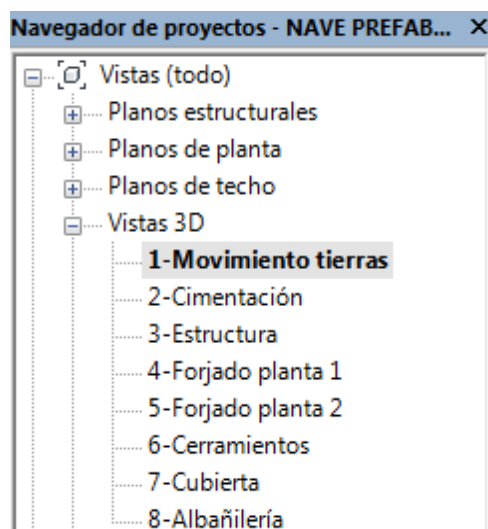 Navegador de proyectos - NAVE PREFAB...
Vistas (todo)
Planos estructurales
Planos de planta
Planos de techo
Vistas 3D
1-Movimiento tierras
2-Cimentación
3-Estructura
4-Forjado planta 1
5-Forjado planta 2
6-Cerramientos
7-Cubierta
8-Albañilería